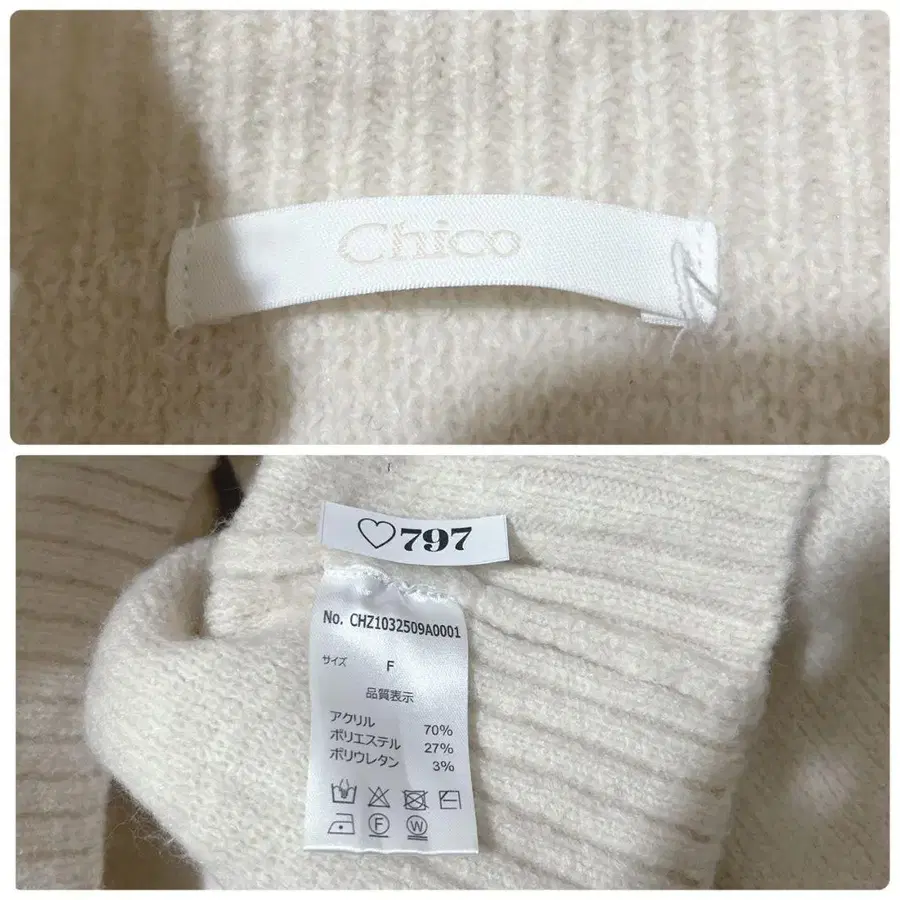 Chico
♡797
No. CHZ1032509A0001
サイズ F
品質表示
アクリル 70%
ポリエステル 27%
ポリウレタン 3%
F W